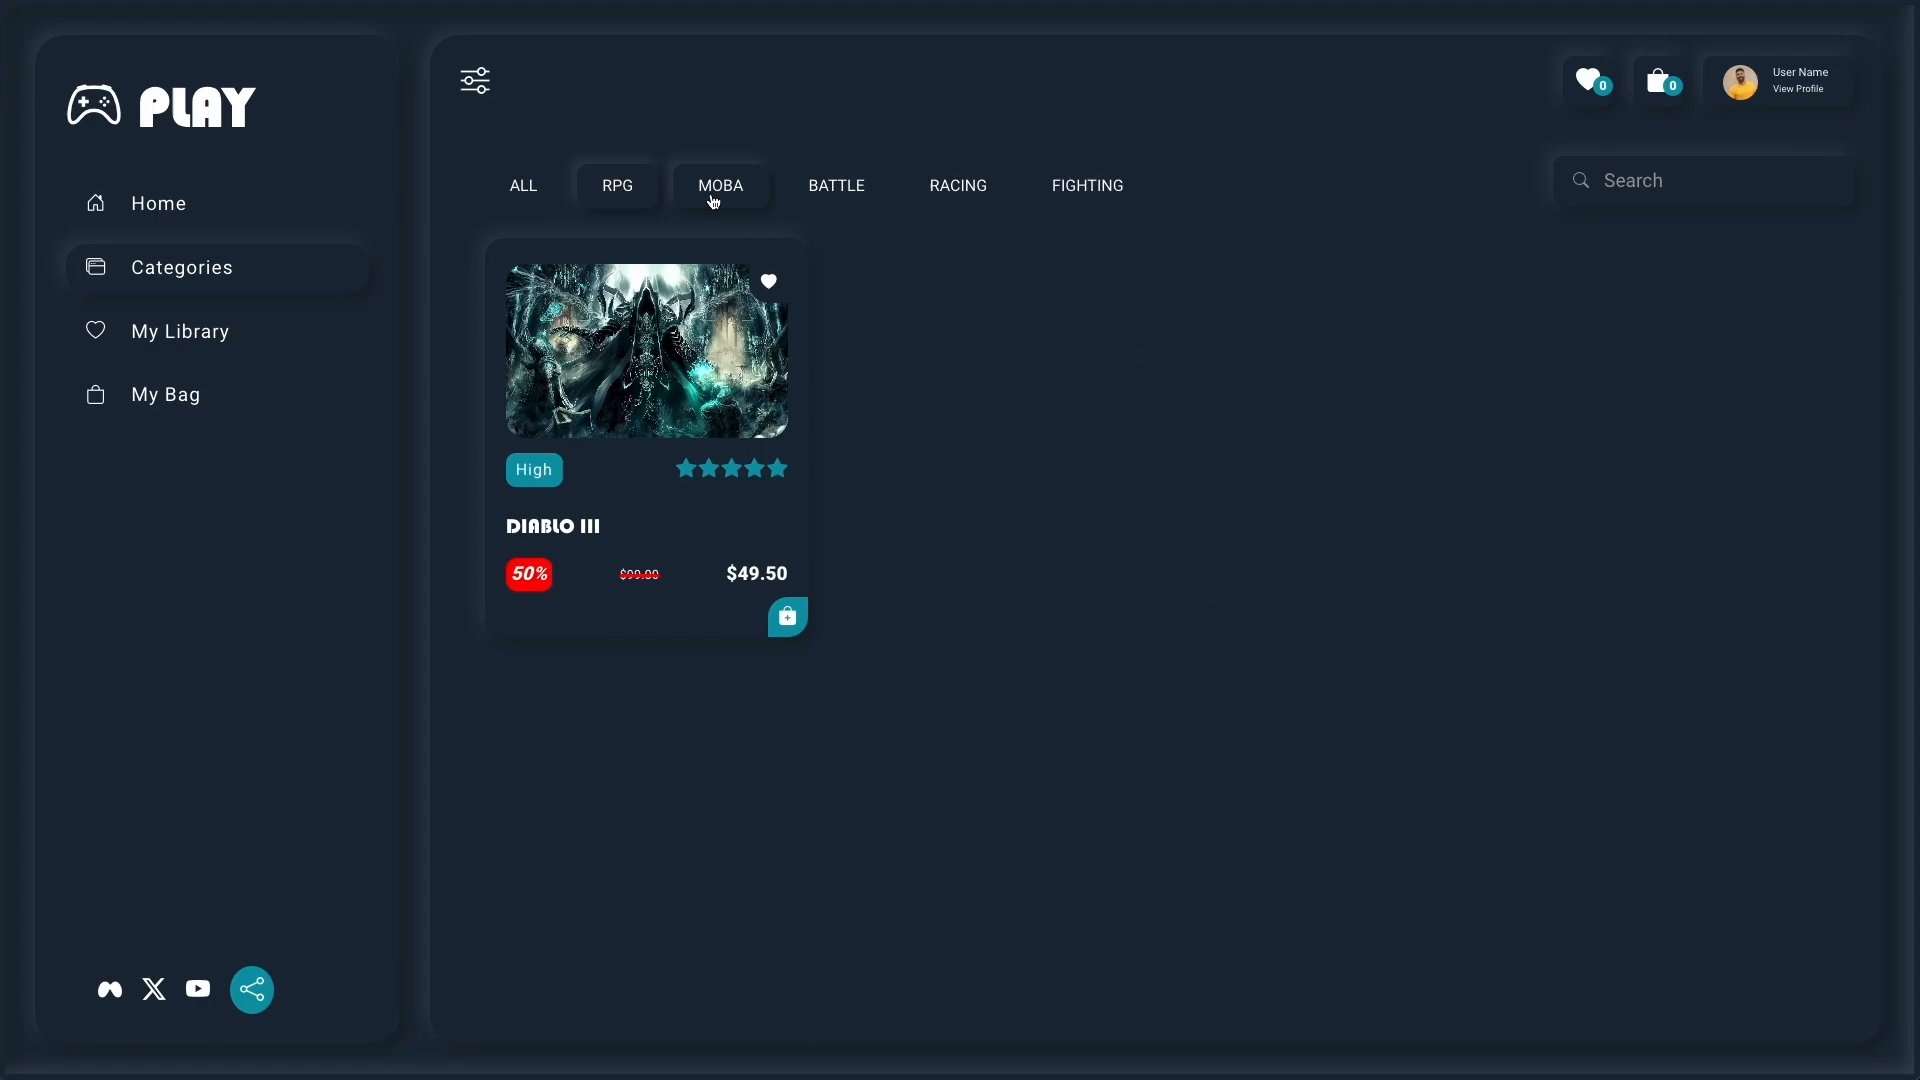 PLAY
Home
Categories
My Library
My Bag
0
0
User Name
View Profile
ALL
RPG
MOBA
BATTLE
RACING
FIGHTING
Search
High
DIABLO III
50%
$99.00
$49.50